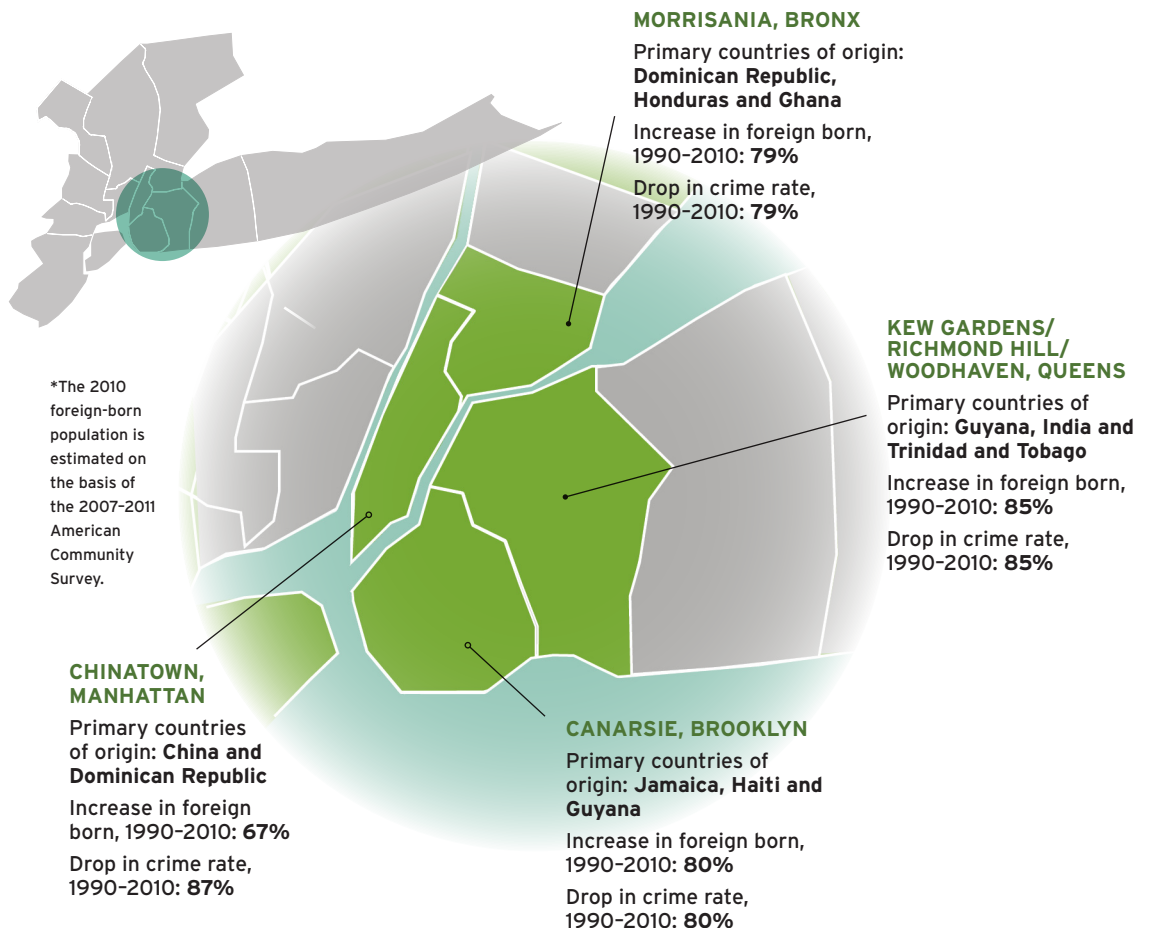 MORRISANIA, BRONX
Primary countries of origin:
Dominican Republic,
Honduras and Ghana
Increase in foreign born,
1990–2010: 79%
Drop in crime rate,
1990–2010: 79%
KEW GARDENS/
RICHMOND HILL/
WOODHAVEN, QUEENS
Primary countries of
origin: Guyana, India and
Trinidad and Tobago
Increase in foreign born,
1990–2010: 85%
Drop in crime rate,
1990–2010: 85%
*The 2010
foreign-born
population is
estimated on
the basis of
the 2007–2011
American
Community
Survey.
CHINATOWN,
MANHATTAN
Primary countries
of origin: China and
Dominican Republic
Increase in foreign
born, 1990–2010: 67%
Drop in crime rate,
1990–2010: 87%
CANARSIE, BROOKLYN
Primary countries of
origin: Jamaica, Haiti and
Guyana
Increase in foreign born,
1990–2010: 80%
Drop in crime rate,
1990–2010: 80%